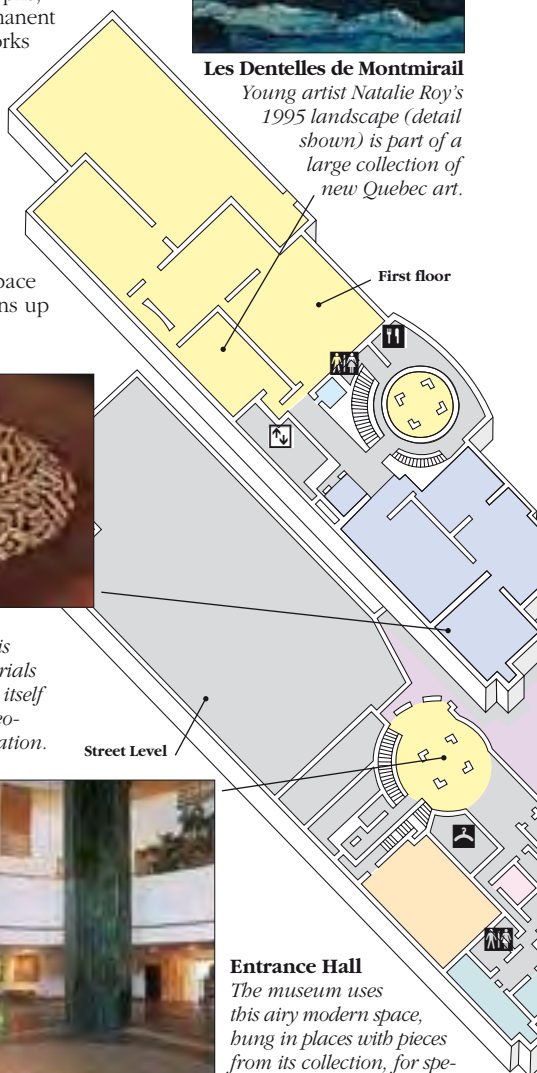 manent
orks
Les Dentelles de Montmirail
Young artist Natalie Roy's
1995 landscape (detail
shown) is part of a
large collection of
new Quebec art.
pace
ns up
First floor
is
rials
itself
eo-
ation.
Street Level
Entrance Hall
The museum uses
this airy modern space,
hung in places with pieces
from its collection, for spe-